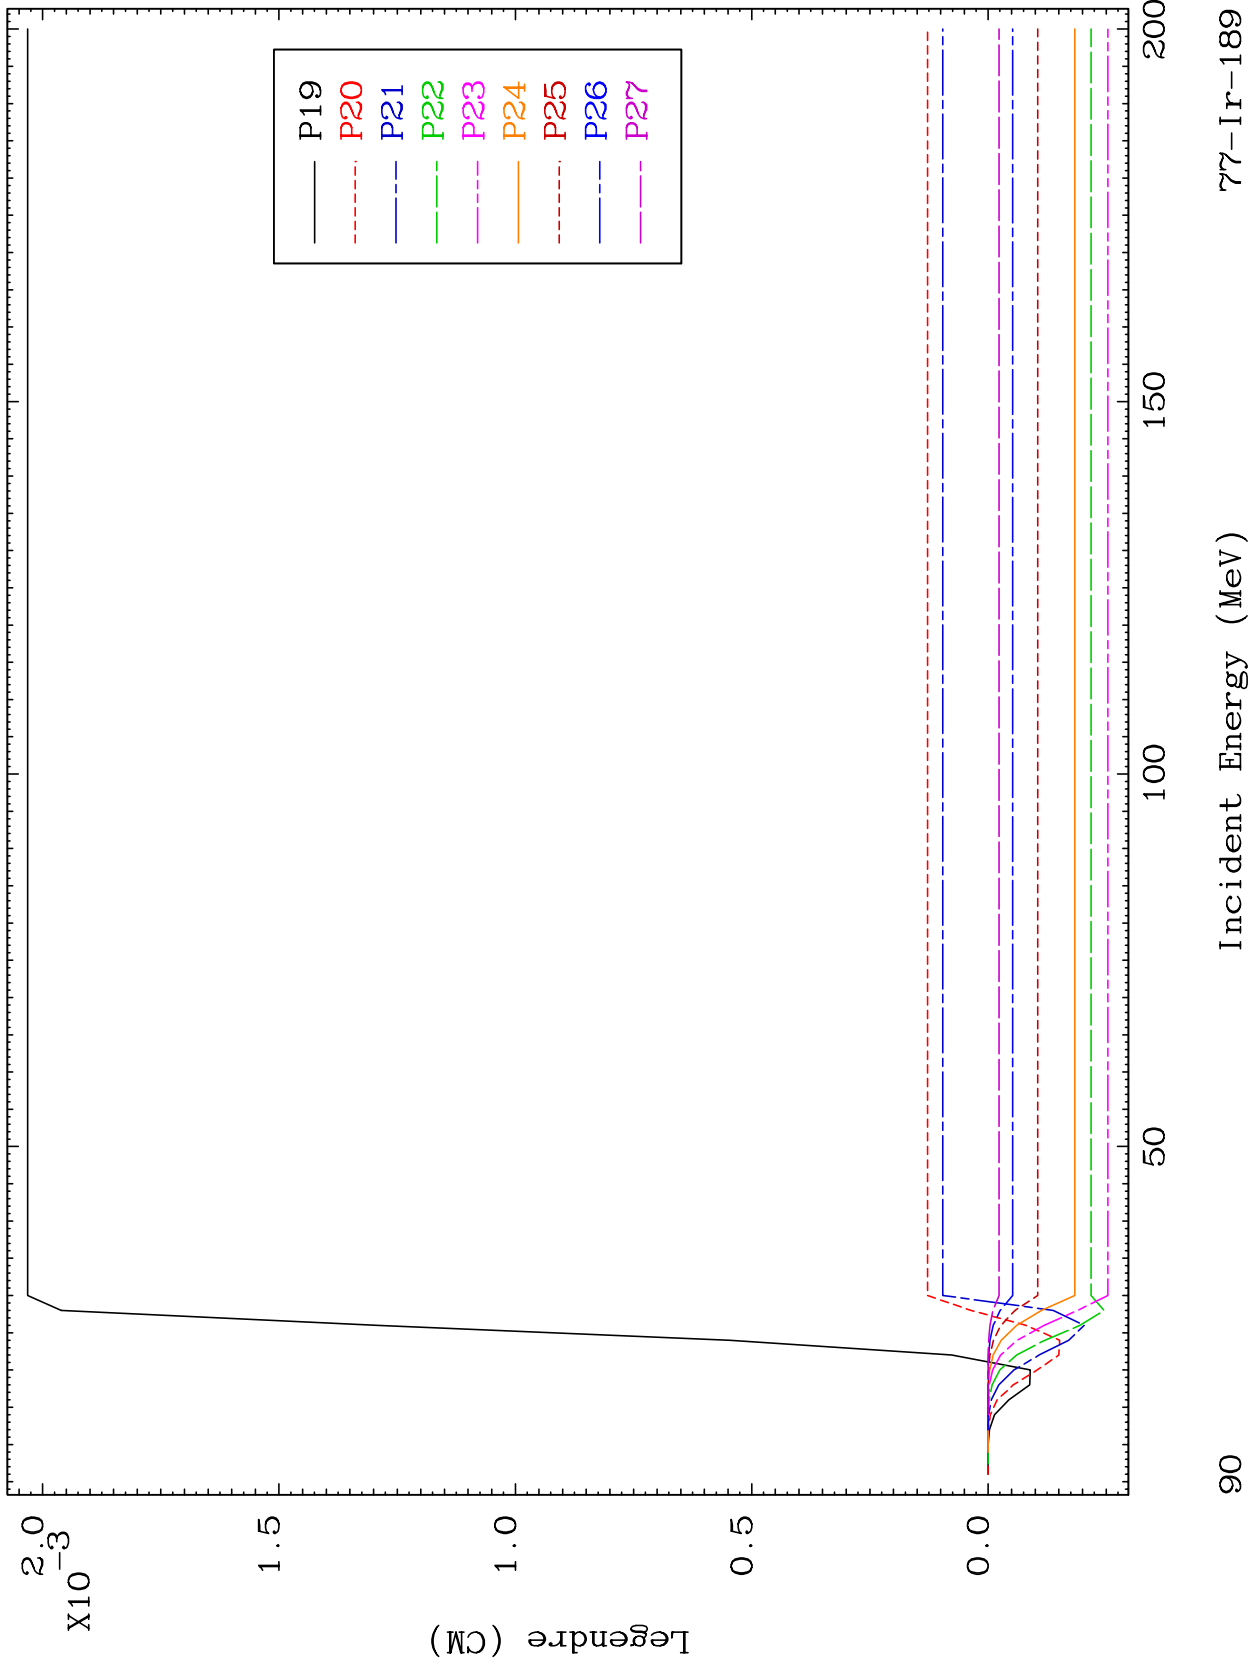 2.0
X10
-3
1.5
1.0
0.5
0.0
Legendre (CM)
P19
P20
P21
P22
P23
P24
P25
P26
P27
50
100
150
200
90
Incident Energy (MeV)
77-Ir-189